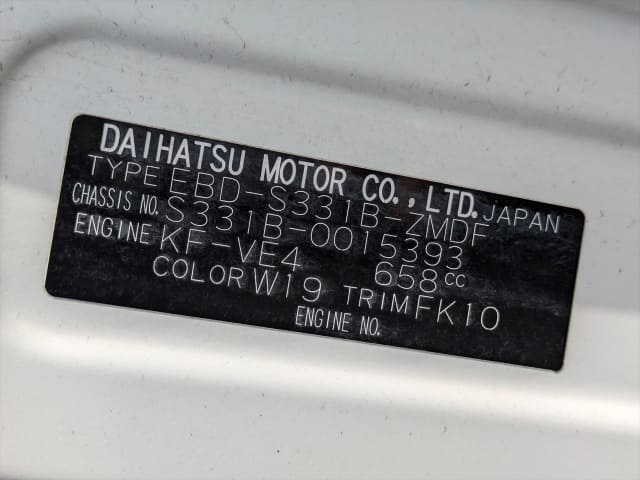 DAIHATSU MOTOR CO., LTD. JAPAN
TYPE EBD-S331B-ZMDF
CHASSIS NO. S331B-0015393
ENGINE KF-VE4 658cc
COLOR W19 TRIM FK10
ENGINE NO.